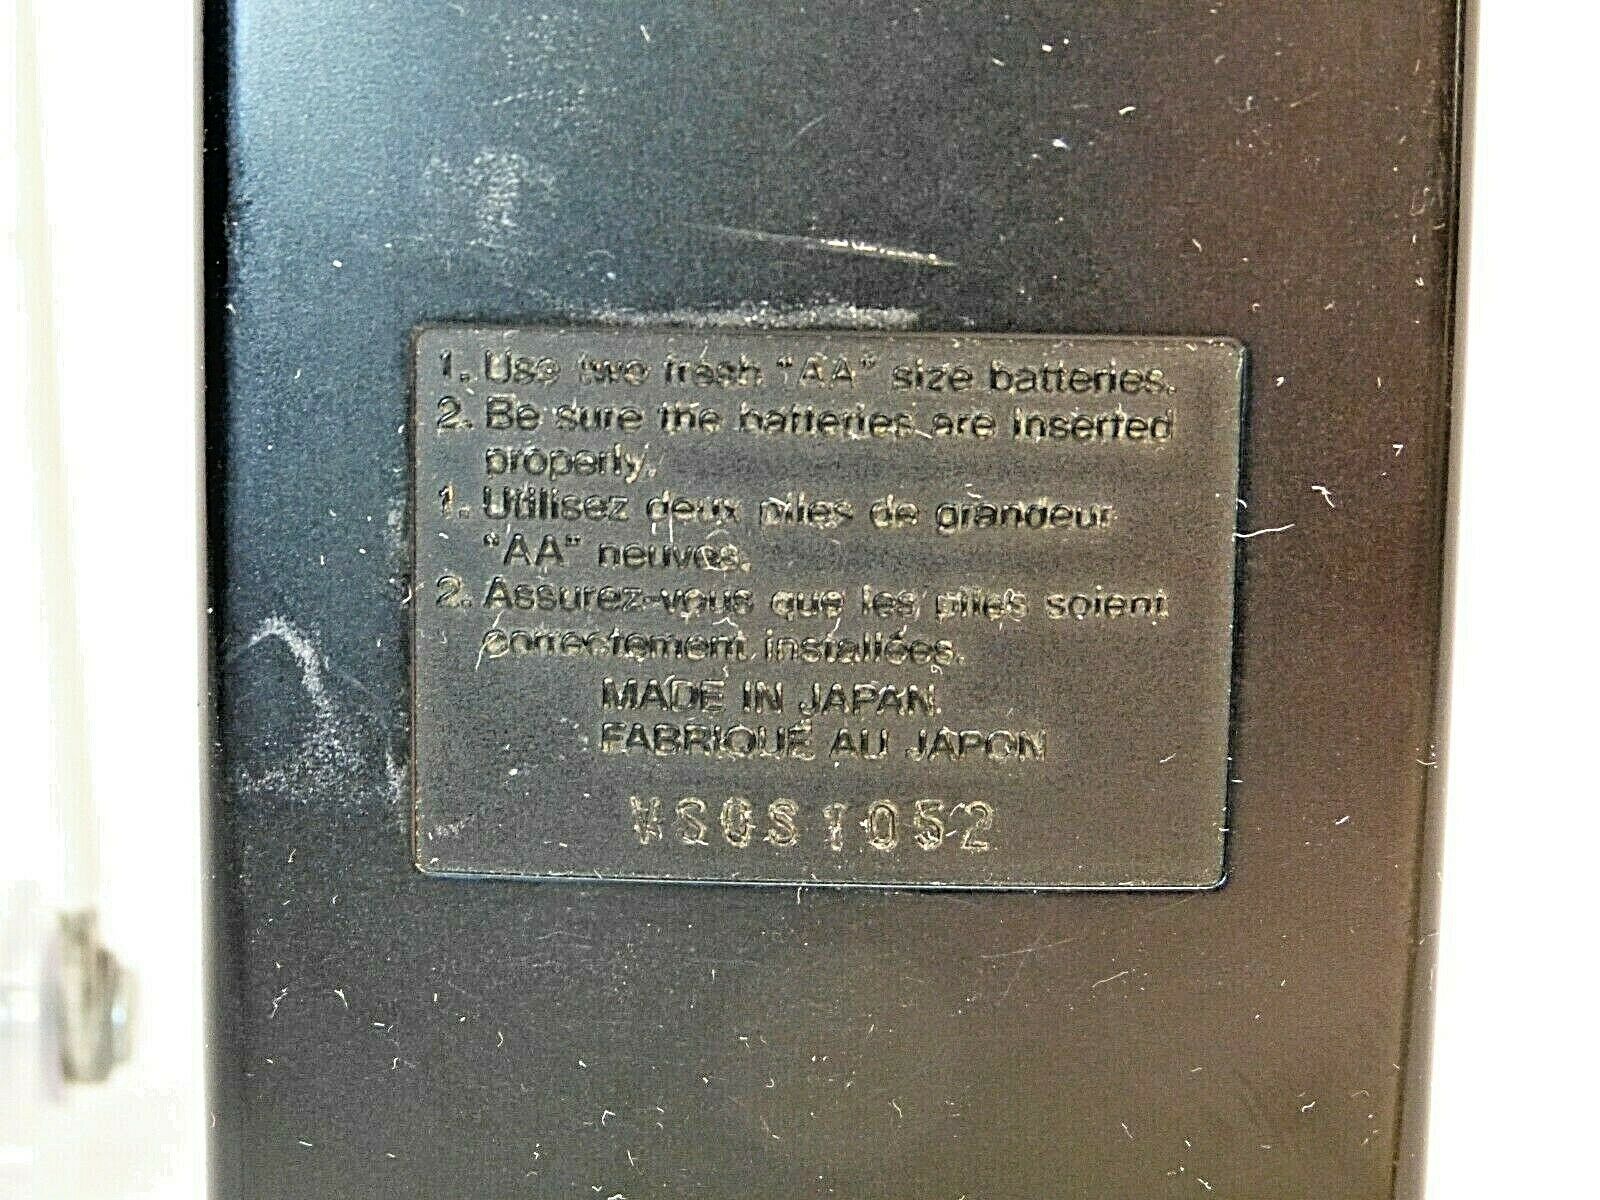 1. Use two fresh "AA" size batteries.
2. Be sure the batteries are inserted
properly.
1. Utilisez deux piles de grandeur
"AA" neuves.
2. Assurez-vous que les piles soient
correctement installées.
MADE IN JAPAN
FABRIQUÉ AU JAPON
VSQS1052